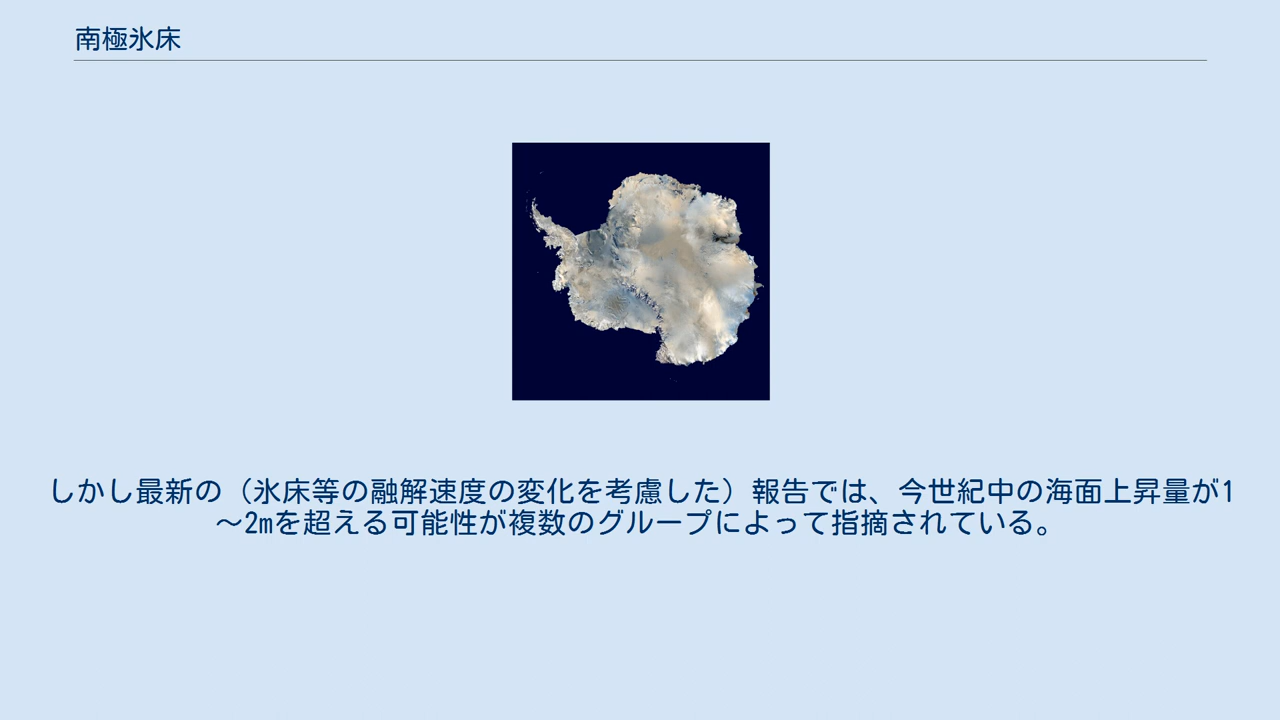 南極氷床
しかし最新の（氷床等の融解速度の変化を考慮した）報告では、今世紀中の海面上昇量が1
～2mを超える可能性が複数のグループによって指摘されている。